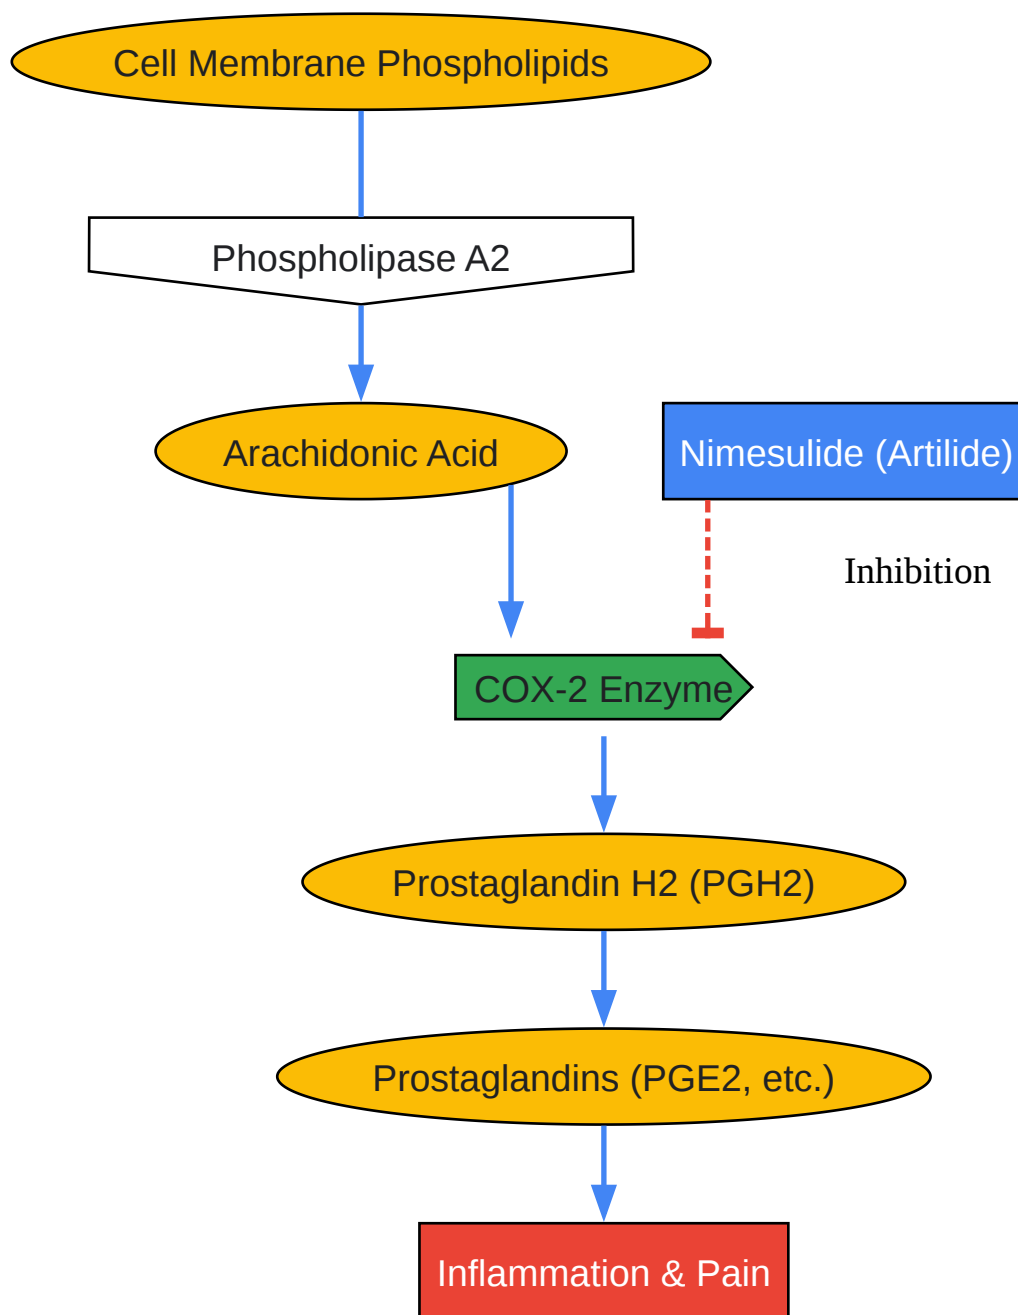 Cell Membrane Phospholipids
Phospholipase A2
Arachidonic Acid
Nimesulide (Artilide)
Inhibition
COX-2 Enzyme
Prostaglandin H2 (PGH2)
Prostaglandins (PGE2, etc.)
Inflammation & Pain